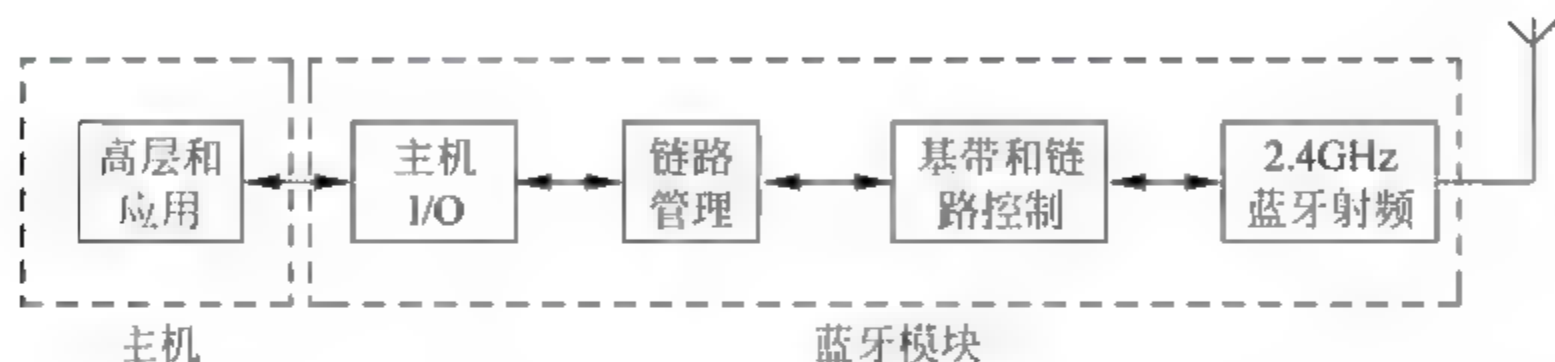 高层和
应用
主机
I/O
链路
管理
基带和链
路控制
2.4GHz
蓝牙射频
主机
蓝牙模块